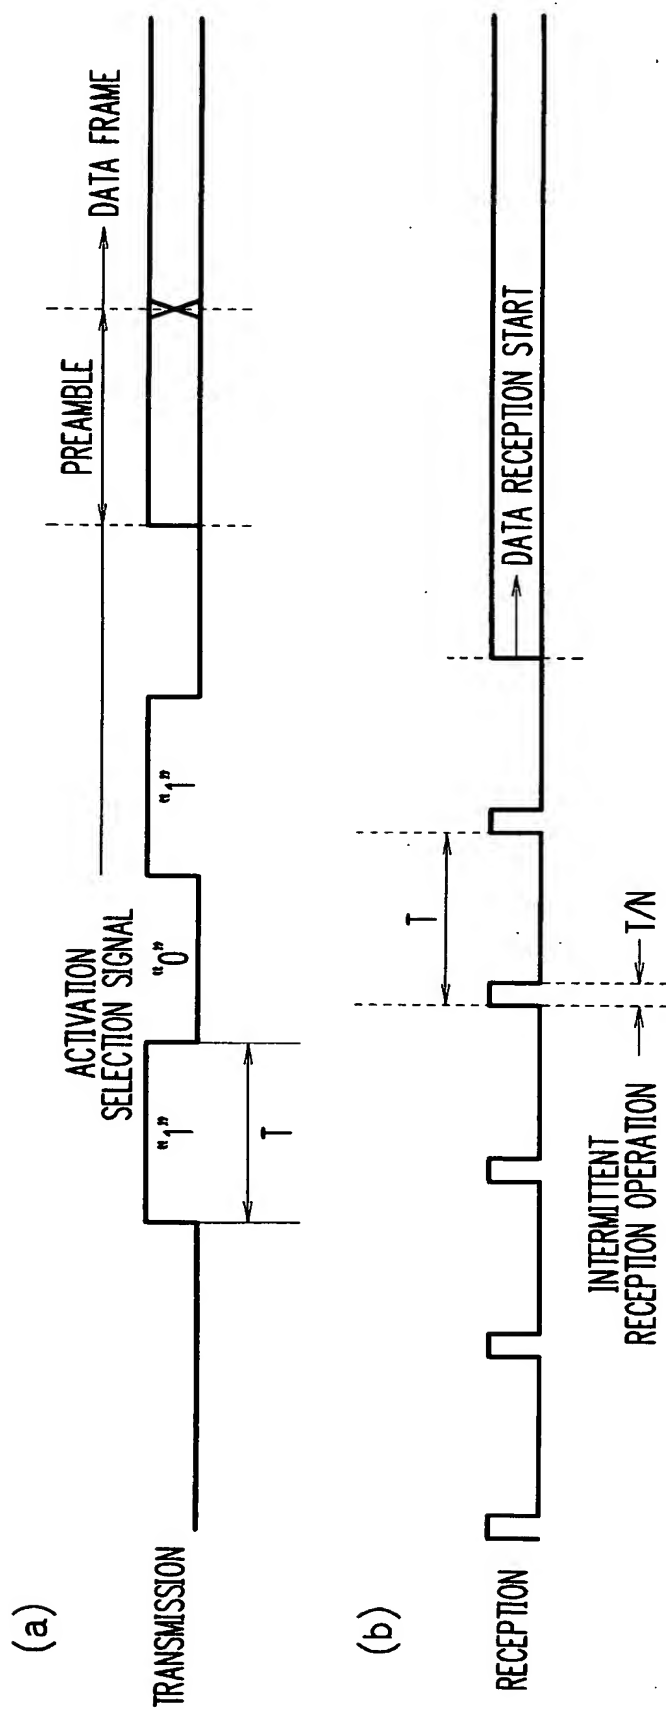 (a)
TRANSMISSION
ACTIVATION
SELECTION SIGNAL
PREAMBLE
DATA FRAME
"1"
"0"
"1"
T
(b)
RECEPTION
T
DATA RECEPTION START
INTERMITTENT
RECEPTION OPERATION
T/N